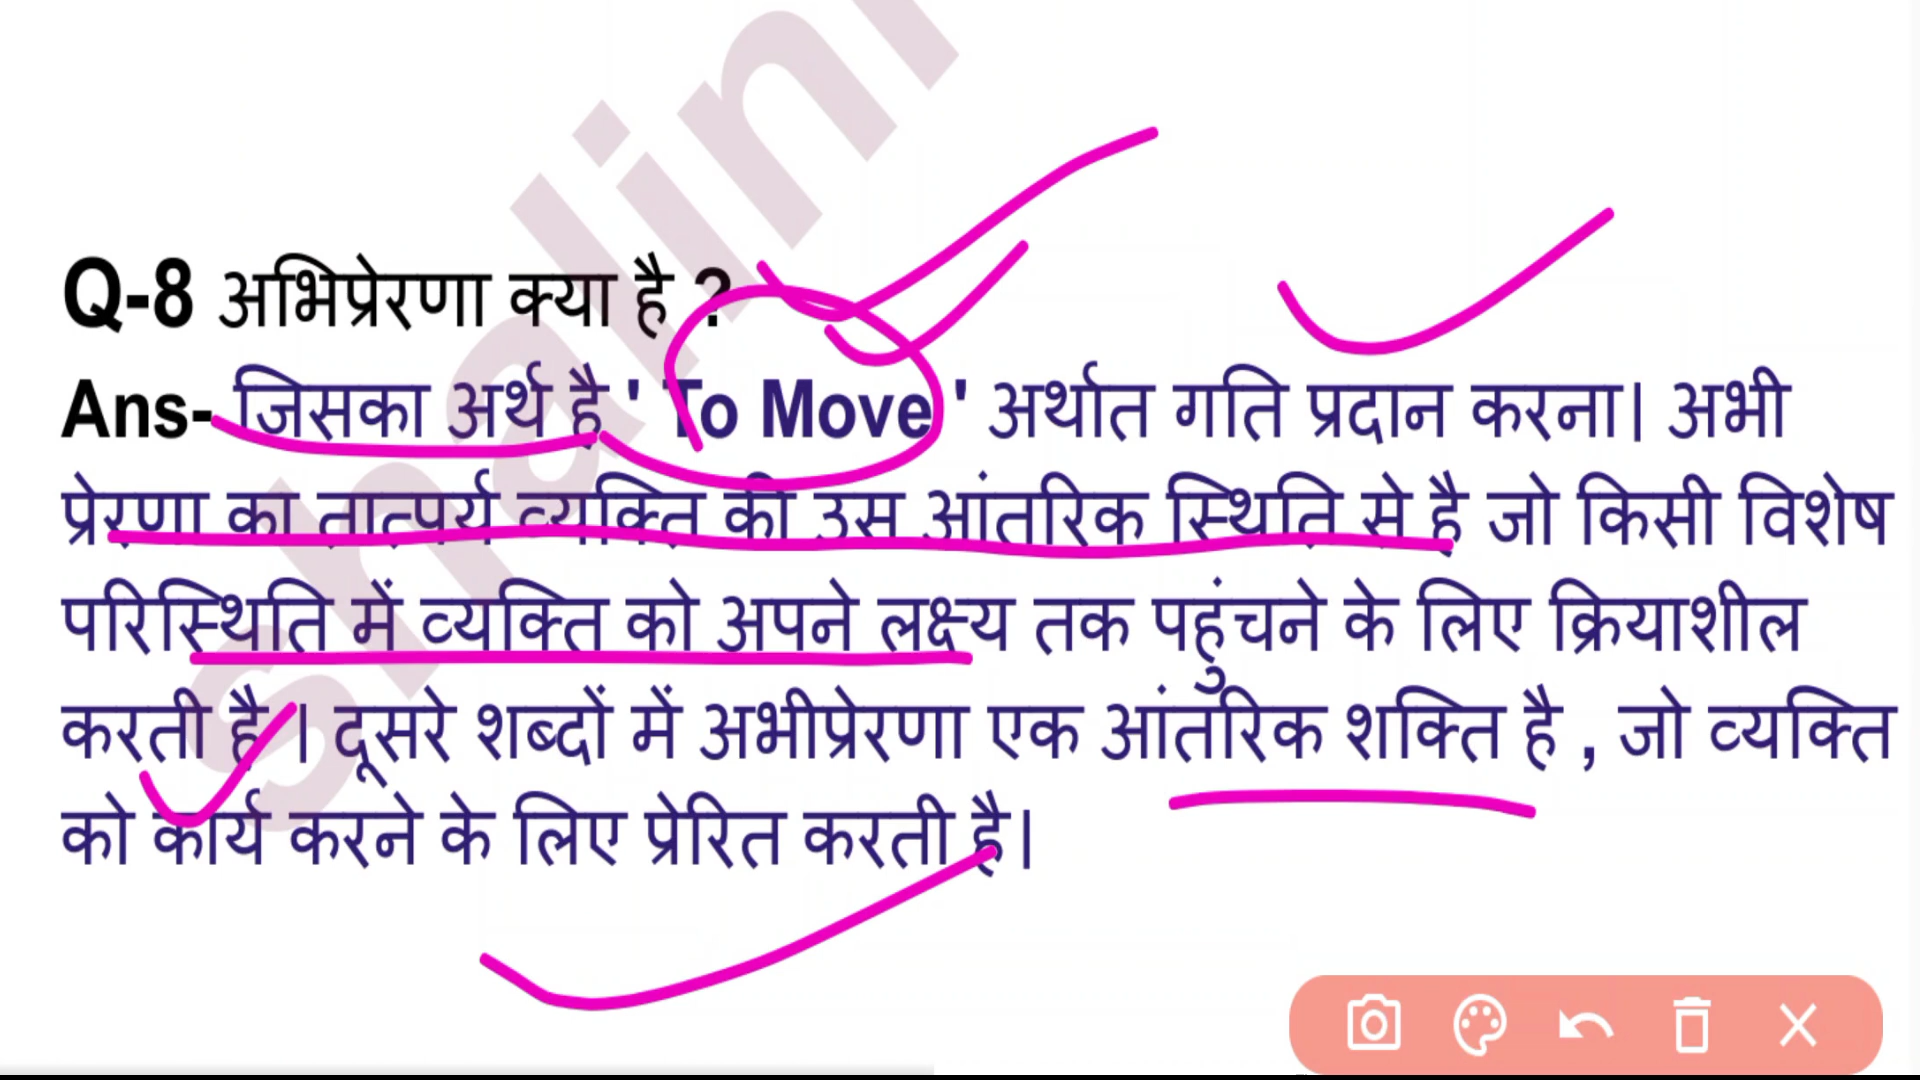 shalini
Q-8 अभिप्रेरणा क्या है ?
Ans- जिसका अर्थ है ' To Move ' अर्थात गति प्रदान करना। अभी
प्रेरणा का तात्पर्य व्यक्ति की उस आंतरिक स्थिति से है जो किसी विशेष
परिस्थिति में व्यक्ति को अपने लक्ष्य तक पहुंचने के लिए क्रियाशील
करती है । दूसरे शब्दों में अभीप्रेरणा एक आंतरिक शक्ति है , जो व्यक्ति
को कार्य करने के लिए प्रेरित करती है।